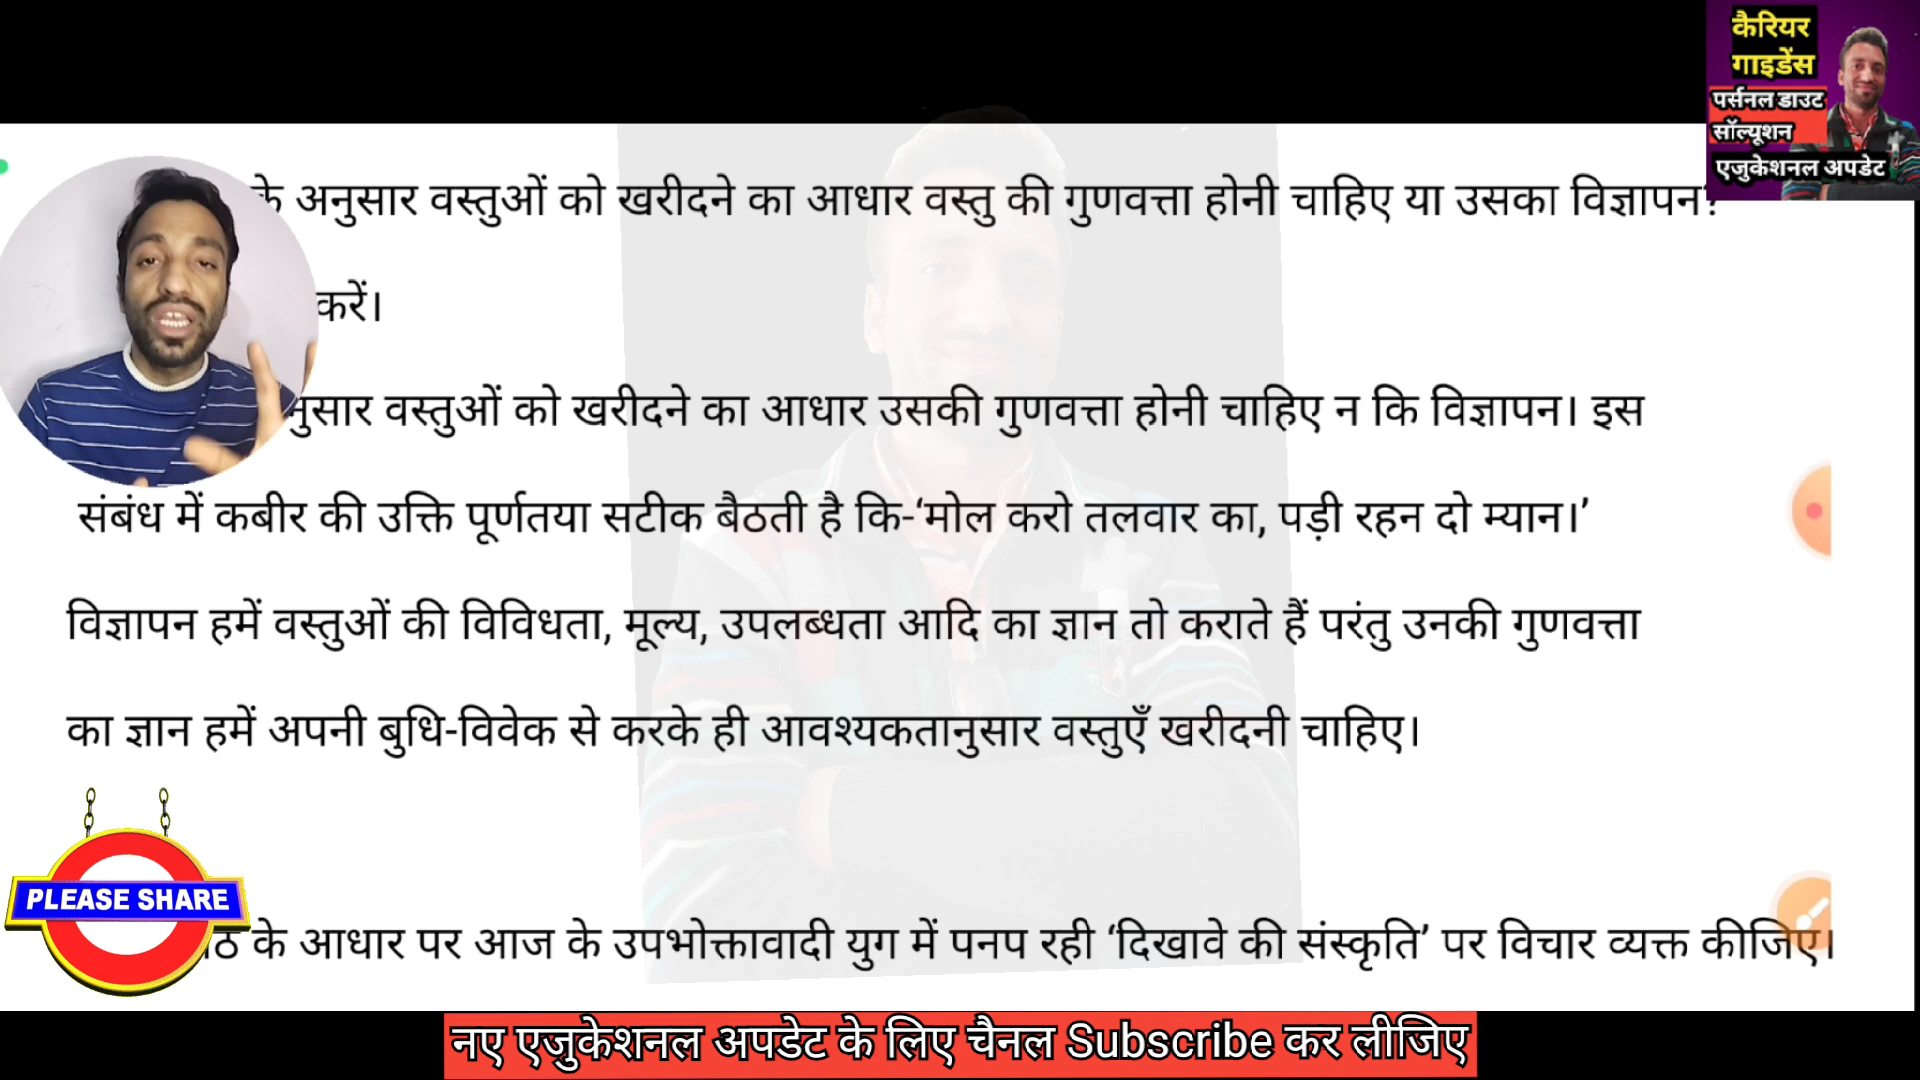 कैरियर
गाइडेंस
पर्सनल डाउट
सॉल्यूशन
एजुकेशनल अपडेट
के अनुसार वस्तुओं को खरीदने का आधार वस्तु की गुणवत्ता होनी चाहिए या उसका विज्ञापन?
करें।
नुसार वस्तुओं को खरीदने का आधार उसकी गुणवत्ता होनी चाहिए न कि विज्ञापन। इस
संबंध में कबीर की उक्ति पूर्णतया सटीक बैठती है कि-‘मोल करो तलवार का, पड़ी रहन दो म्यान।’
विज्ञापन हमें वस्तुओं की विविधता, मूल्य, उपलब्धता आदि का ज्ञान तो कराते हैं परंतु उनकी गुणवत्ता
का ज्ञान हमें अपनी बुधि-विवेक से करके ही आवश्यकतानुसार वस्तुएँ खरीदनी चाहिए।
PLEASE SHARE
ठ के आधार पर आज के उपभोक्तावादी युग में पनप रही ‘दिखावे की संस्कृति’ पर विचार व्यक्त कीजिए।
नए एजुकेशनल अपडेट के लिए चैनल Subscribe कर लीजिए